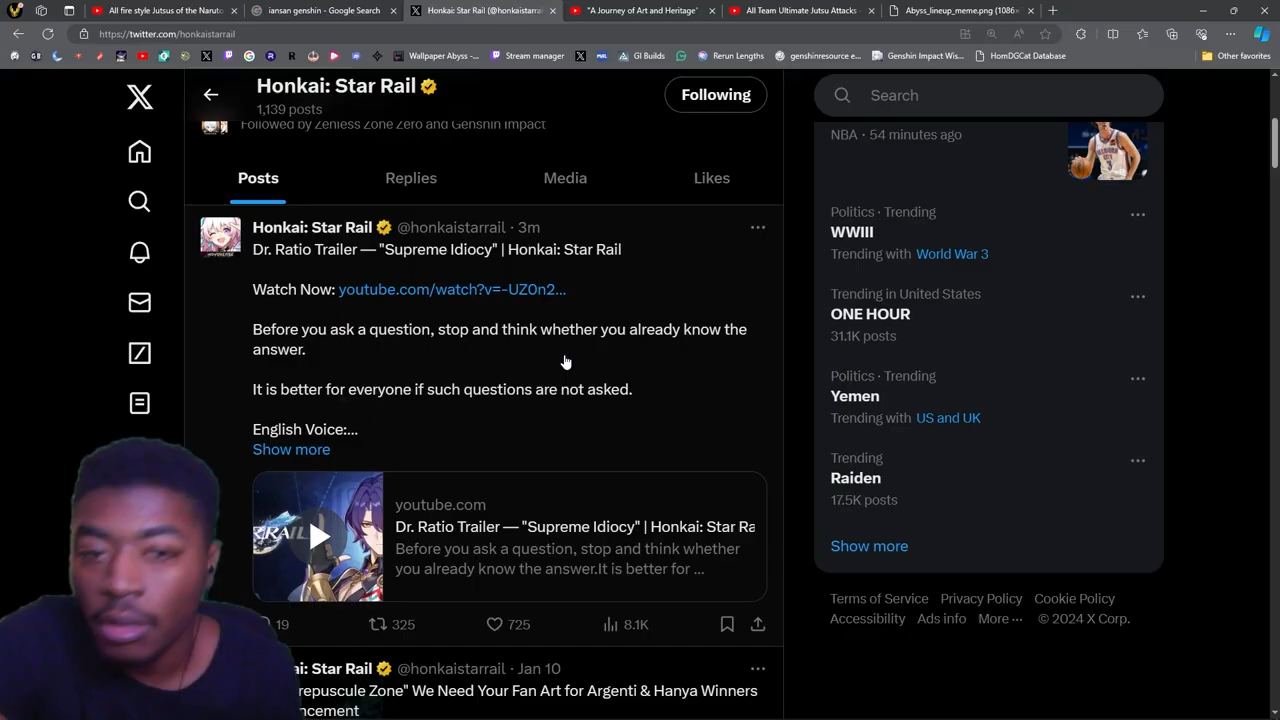 All fire style Jutsus of the Naruto
iansan genshin - Google Search
Honkai: Star Rail (@honkaistarrail
"A Journey of Art and Heritage"
All Team Ultimate Jutsu Attacks -
Abyss_lineup_meme.png (1086×
https://twitter.com/honkaistarrail
Wallpaper Abyss -...
Stream manager
GI Builds
Rerun Lengths
genshinresource e...
Genshin Impact Wis...
HomDGCat Database
Other favorites
Honkai: Star Rail
1,139 posts
Following
Followed by Zenless Zone Zero and Genshin Impact
Posts
Replies
Media
Likes
Honkai: Star Rail @honkaistarrail · 3m
Dr. Ratio Trailer — "Supreme Idiocy" | Honkai: Star Rail
Watch Now: youtube.com/watch?v=-UZ0n2...
Before you ask a question, stop and think whether you already know the
answer.
It is better for everyone if such questions are not asked.
English Voice:...
Show more
youtube.com
Dr. Ratio Trailer — "Supreme Idiocy" | Honkai: Star Ra
Before you ask a question, stop and think whether
you already know the answer.It is better for ...
19
325
725
8.1K
kai: Star Rail @honkaistarrail · Jan 10
repuscule Zone" We Need Your Fan Art for Argenti & Hanya Winners
ncement
Search
NBA · 54 minutes ago
Politics · Trending
WWIII
Trending with World War 3
Trending in United States
ONE HOUR
31.1K posts
Politics · Trending
Yemen
Trending with US and UK
Trending
Raiden
17.5K posts
Show more
Terms of Service Privacy Policy Cookie Policy
Accessibility Ads info More ··· © 2024 X Corp.